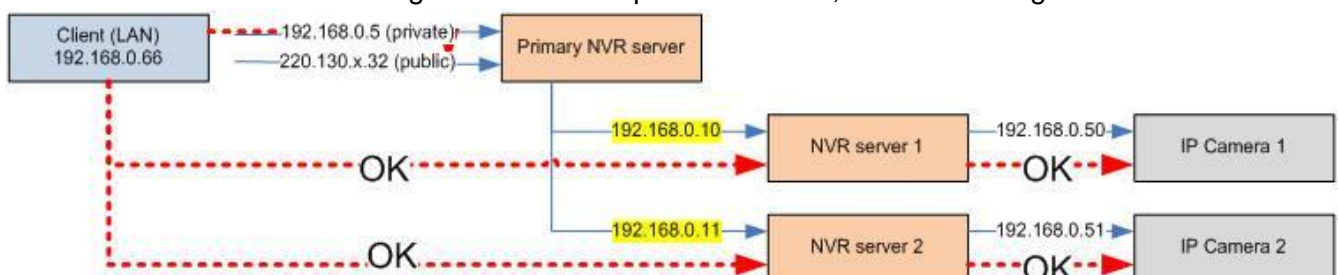 Client (LAN)
192.168.0.66
192.168.0.5 (private)
220.130.x.32 (public)
Primary NVR server
192.168.0.10
NVR server 1
192.168.0.50
IP Camera 1
OK
OK
192.168.0.11
NVR server 2
192.168.0.51
IP Camera 2
OK
OK